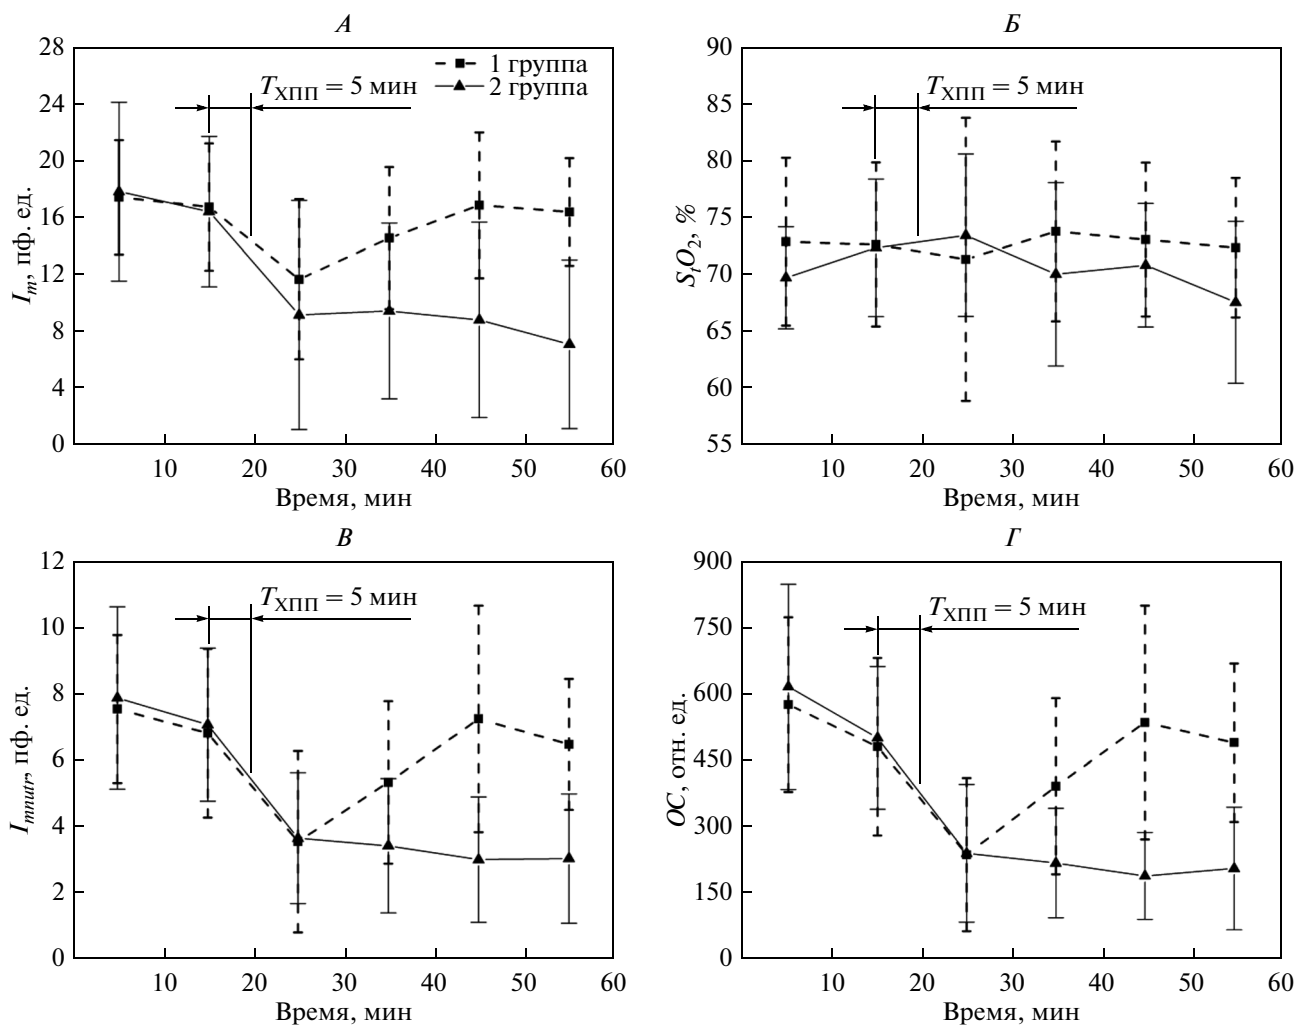 А
28
24
20
16
12
8
4
0
I_m, пф. ед.
1 группа
2 группа
T_ХПП = 5 мин
10 20 30 40 50 60
Время, мин
Б
90
85
80
75
70
65
60
55
S_tO_2, %
T_ХПП = 5 мин
10 20 30 40 50 60
Время, мин
В
12
10
8
6
4
2
0
I_mnutr, пф. ед.
T_ХПП = 5 мин
10 20 30 40 50 60
Время, мин
Г
900
750
600
450
300
150
0
ОС, отн. ед.
T_ХПП = 5 мин
10 20 30 40 50 60
Время, мин